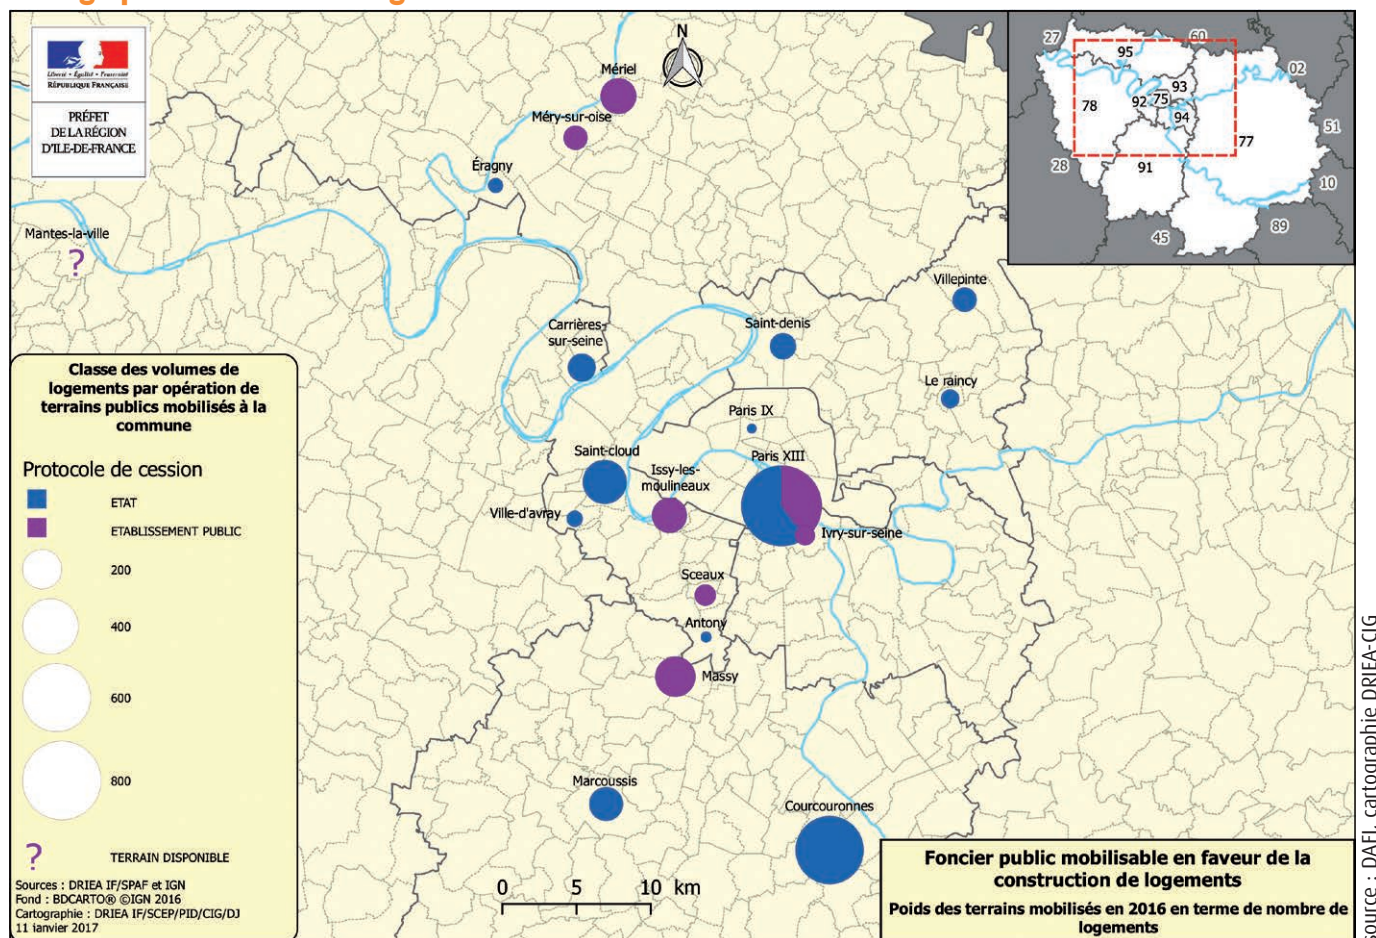 Liberté • Égalité • Fraternité
RÉPUBLIQUE FRANÇAISE
PRÉFET
DE LA RÉGION
D'ILE-DE-FRANCE
N
27
60
95
02
93
78
92
75
94
51
77
28
91
10
45
89
Mériel
Méry-sur-oise
Éragny
Mantes-la-ville
?
Villepinte
Carrières-
sur-seine
Saint-denis
Le raincy
Paris IX
Saint-cloud
Issy-les-
moulineaux
Paris XIII
Ville-d'avray
Ivry-sur-seine
Sceaux
Antony
Massy
Marcoussis
Courcouronnes
Classe des volumes de
logements par opération de
terrains publics mobilisés à la
commune
Protocole de cession
ETAT
ETABLISSEMENT PUBLIC
200
400
600
800
? TERRAIN DISPONIBLE
Sources : DRIEA IF/SPAF et IGN
Fond : BDCARTO® ©IGN 2016
Cartographie : DRIEA IF/SCEP/PID/CIG/DJ
11 janvier 2017
0 5 10 km
Foncier public mobilisable en faveur de la
construction de logements
Poids des terrains mobilisés en 2016 en terme de nombre de
logements
source : DAFI, cartographie DRIEA-CIG